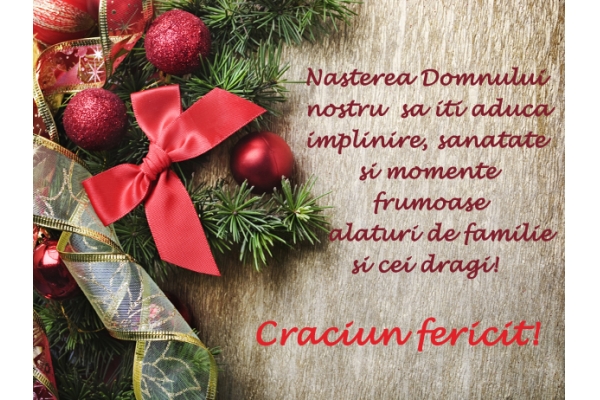 Nasterea Domnului
nostru sa iti aduca
implinire, sanatate
si momente
frumoase
alaturi de familie
si cei dragi!
Craciun fericit!